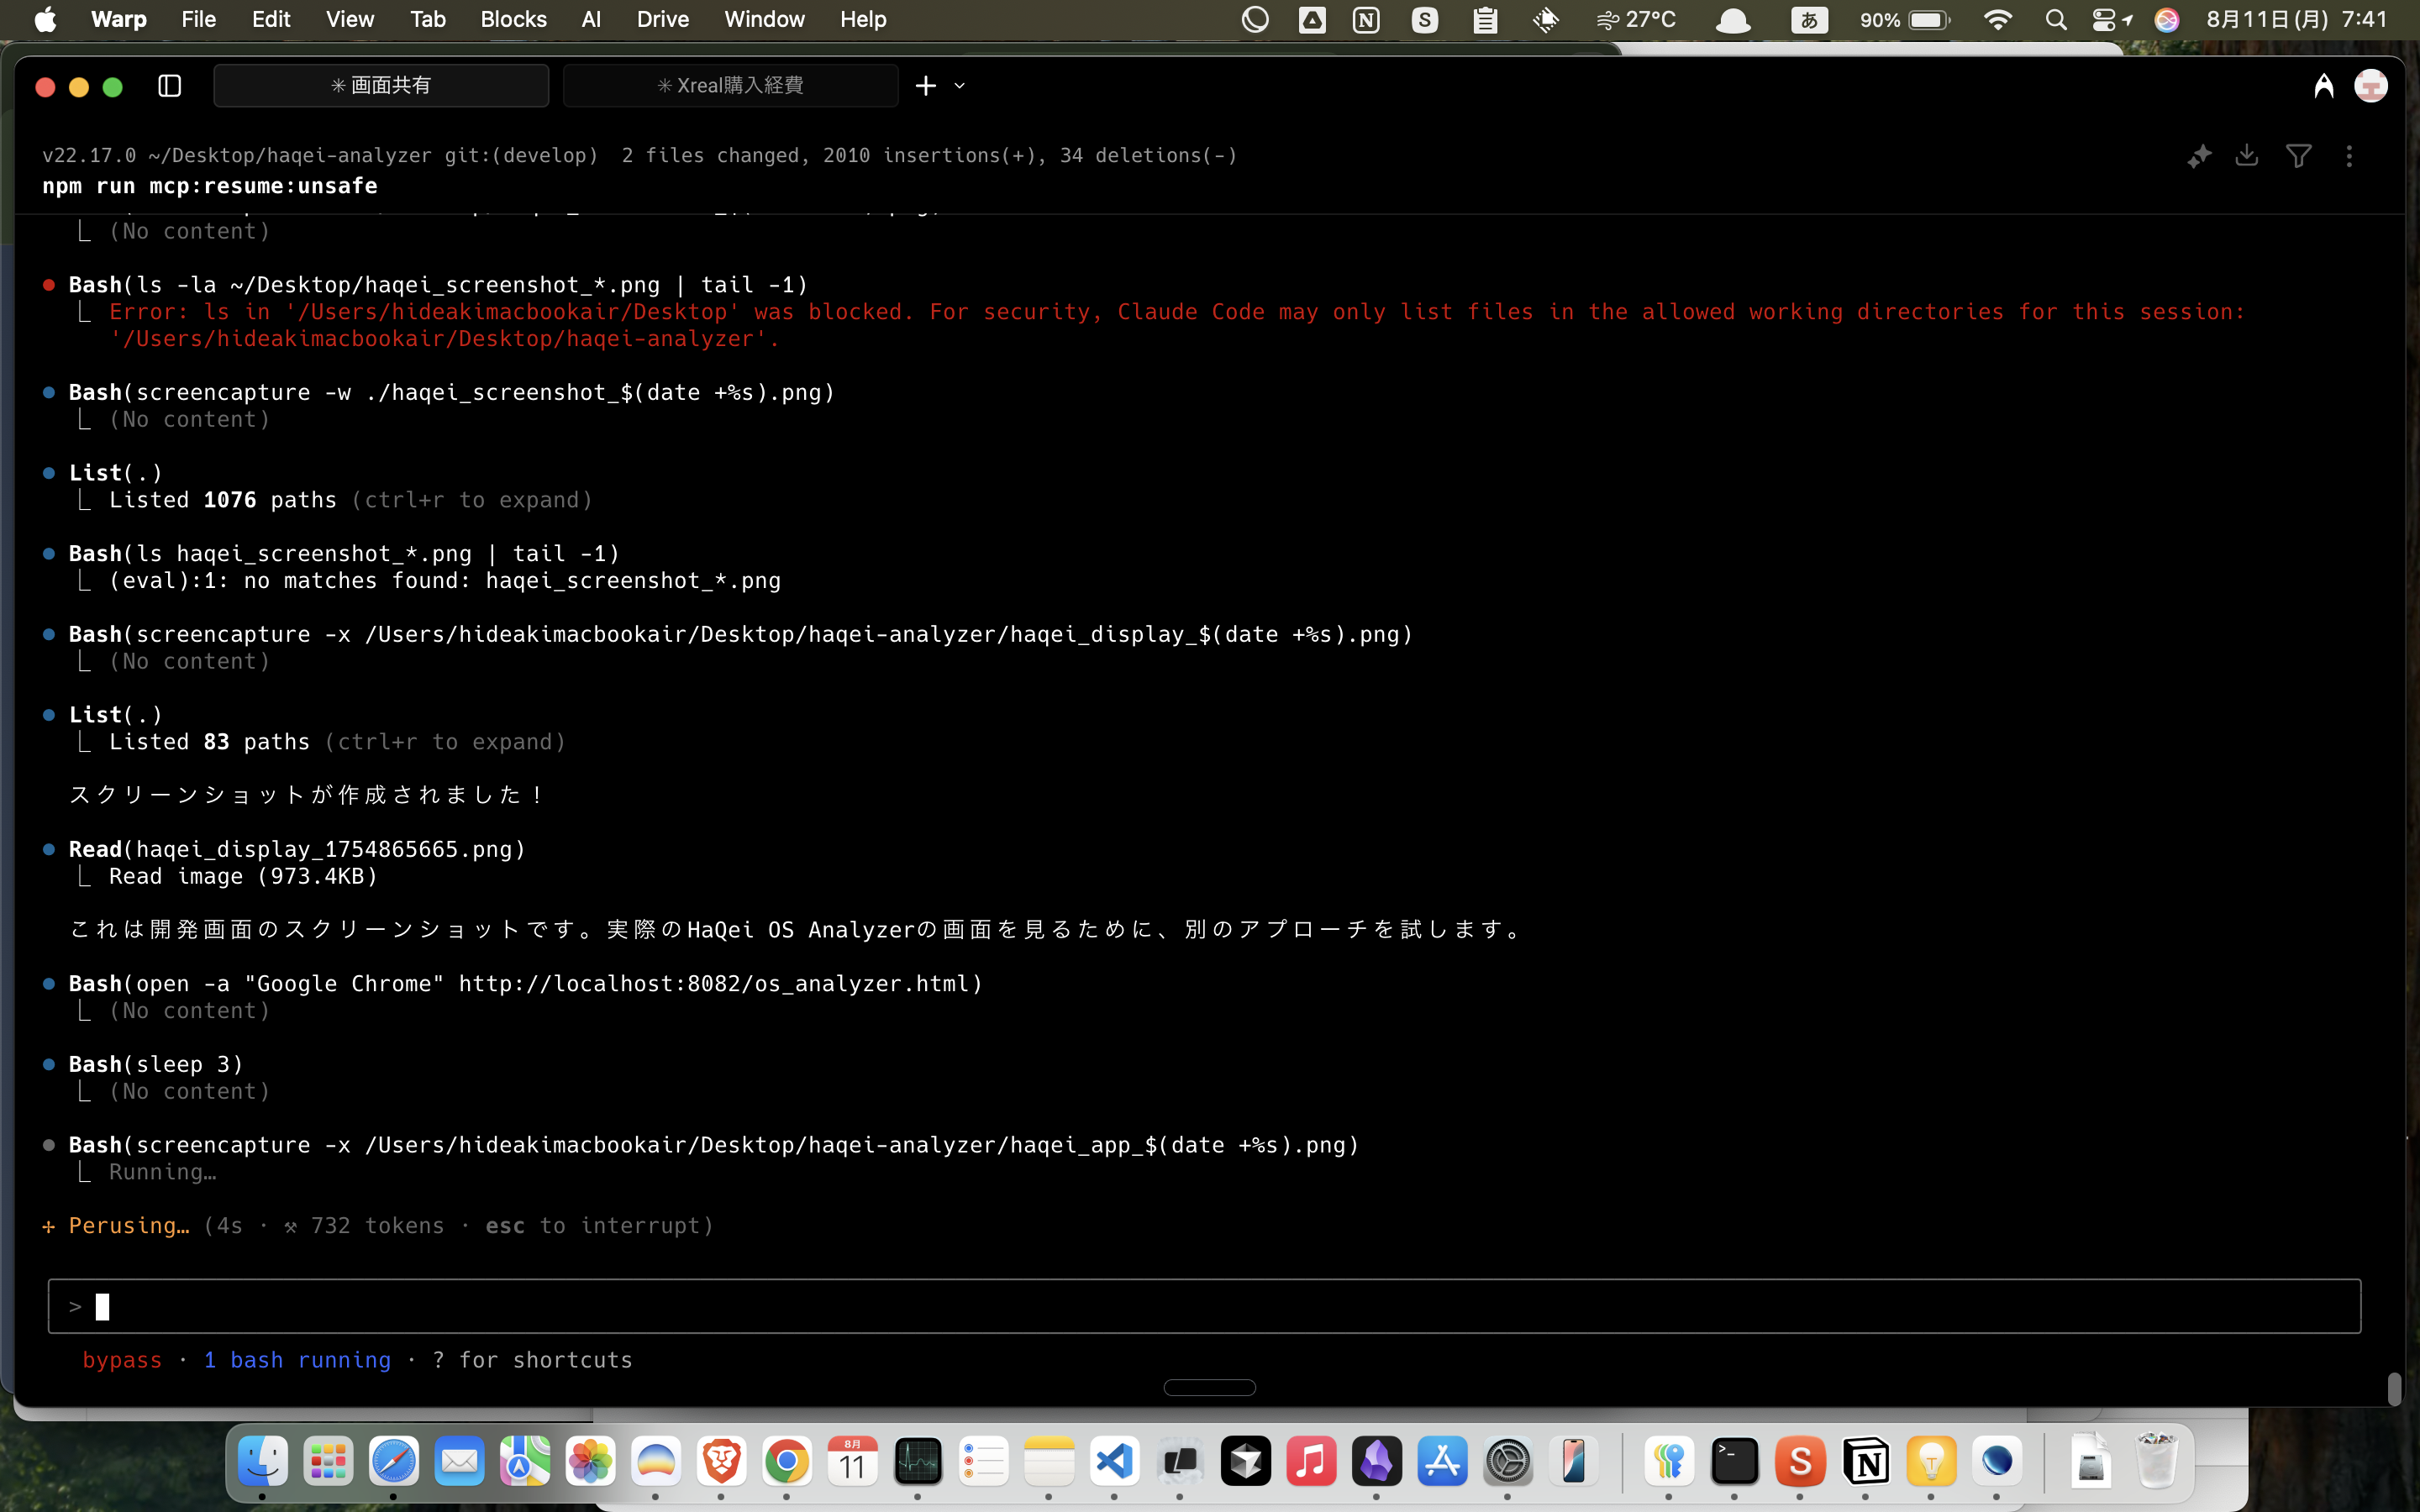 Warp File Edit View Tab Blocks AI Drive Window Help 27°C あ 90% 8月11日(月) 7:41
✳ 画面共有 ✳ Xreal購入経費
v22.17.0 ~/Desktop/haqei-analyzer git:(develop) 2 files changed, 2010 insertions(+), 34 deletions(-)
npm run mcp:resume:unsafe
⎿ (No content)
● Bash(ls -la ~/Desktop/haqei_screenshot_*.png | tail -1)
⎿ Error: ls in '/Users/hideakimacbookair/Desktop' was blocked. For security, Claude Code may only list files in the allowed working directories for this session:
'/Users/hideakimacbookair/Desktop/haqei-analyzer'.
● Bash(screencapture -w ./haqei_screenshot_$(date +%s).png)
⎿ (No content)
● List(.)
⎿ Listed 1076 paths (ctrl+r to expand)
● Bash(ls haqei_screenshot_*.png | tail -1)
⎿ (eval):1: no matches found: haqei_screenshot_*.png
● Bash(screencapture -x /Users/hideakimacbookair/Desktop/haqei-analyzer/haqei_display_$(date +%s).png)
⎿ (No content)
● List(.)
⎿ Listed 83 paths (ctrl+r to expand)
スクリーンショットが作成されました！
● Read(haqei_display_1754865665.png)
⎿ Read image (973.4KB)
これは開発画面のスクリーンショットです。実際のHaQei OS Analyzerの画面を見るために、別のアプローチを試します。
● Bash(open -a "Google Chrome" http://localhost:8082/os_analyzer.html)
⎿ (No content)
● Bash(sleep 3)
⎿ (No content)
● Bash(screencapture -x /Users/hideakimacbookair/Desktop/haqei-analyzer/haqei_app_$(date +%s).png)
⎿ Running…
✢ Perusing… (4s · ⚒ 732 tokens · esc to interrupt)
>
bypass · 1 bash running · ? for shortcuts
8月
11